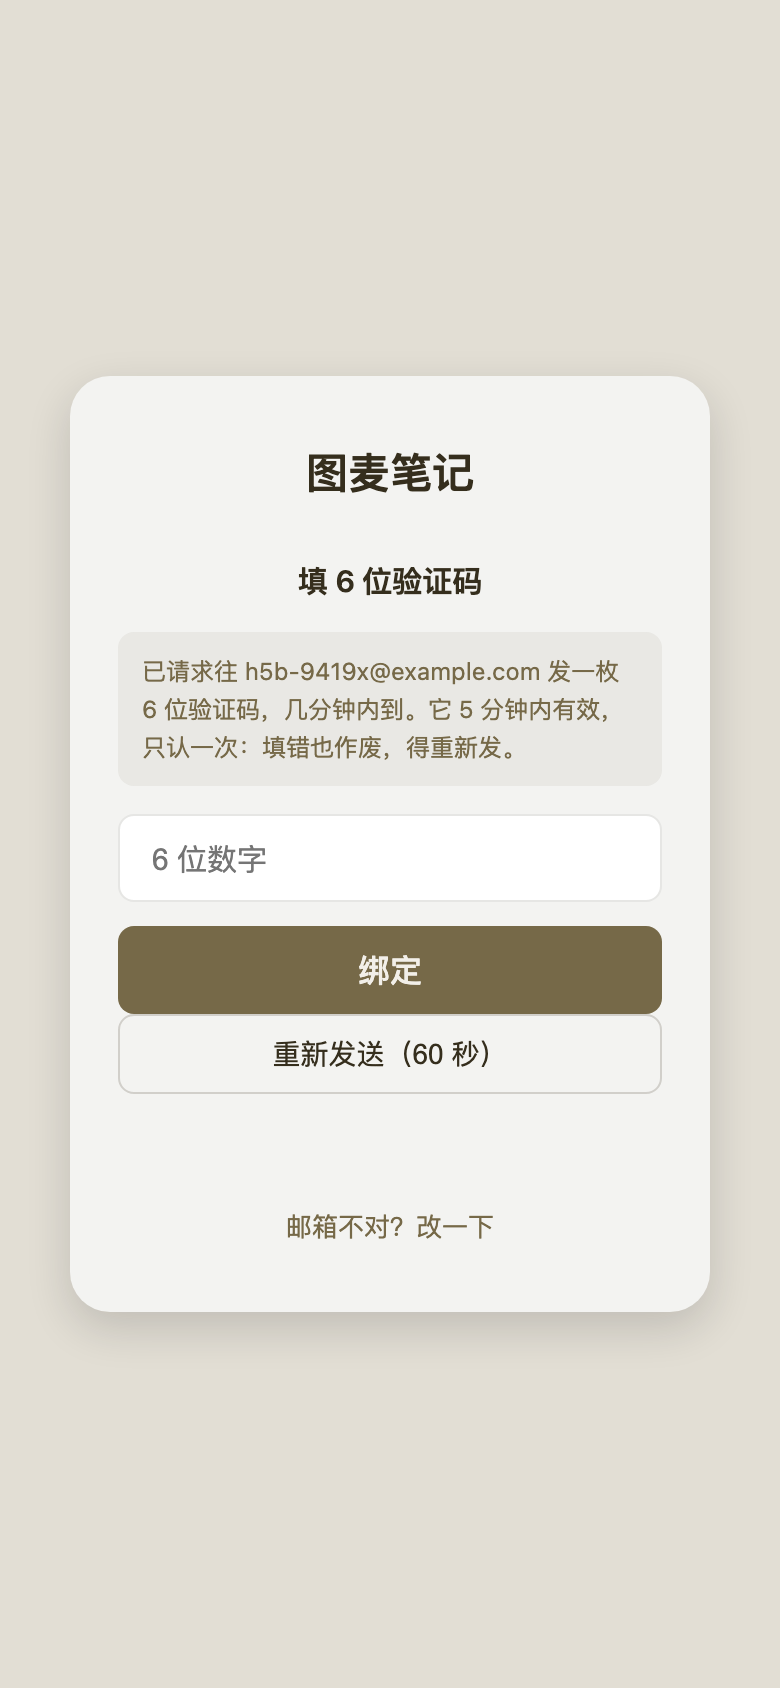 图麦笔记
填 6 位验证码
已请求往 h5b-9419x@example.com 发一枚
6 位验证码，几分钟内到。它 5 分钟内有效，
只认一次：填错也作废，得重新发。
6 位数字
绑定
重新发送（60 秒）
邮箱不对？改一下